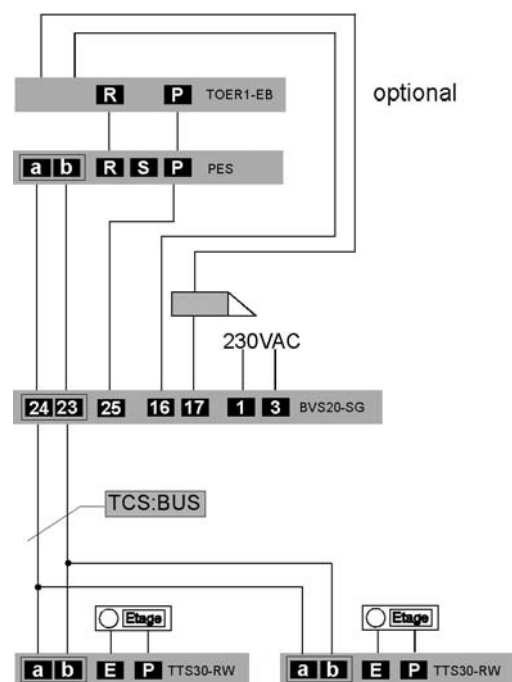 R P TOER1-EB
optional
a b R S P PES
230VAC
24 23 25 16 17 1 3 BVS20-SG
TCS:BUS
Etage
Etage
a b E P TTS30-RW
a b E P TTS30-RW